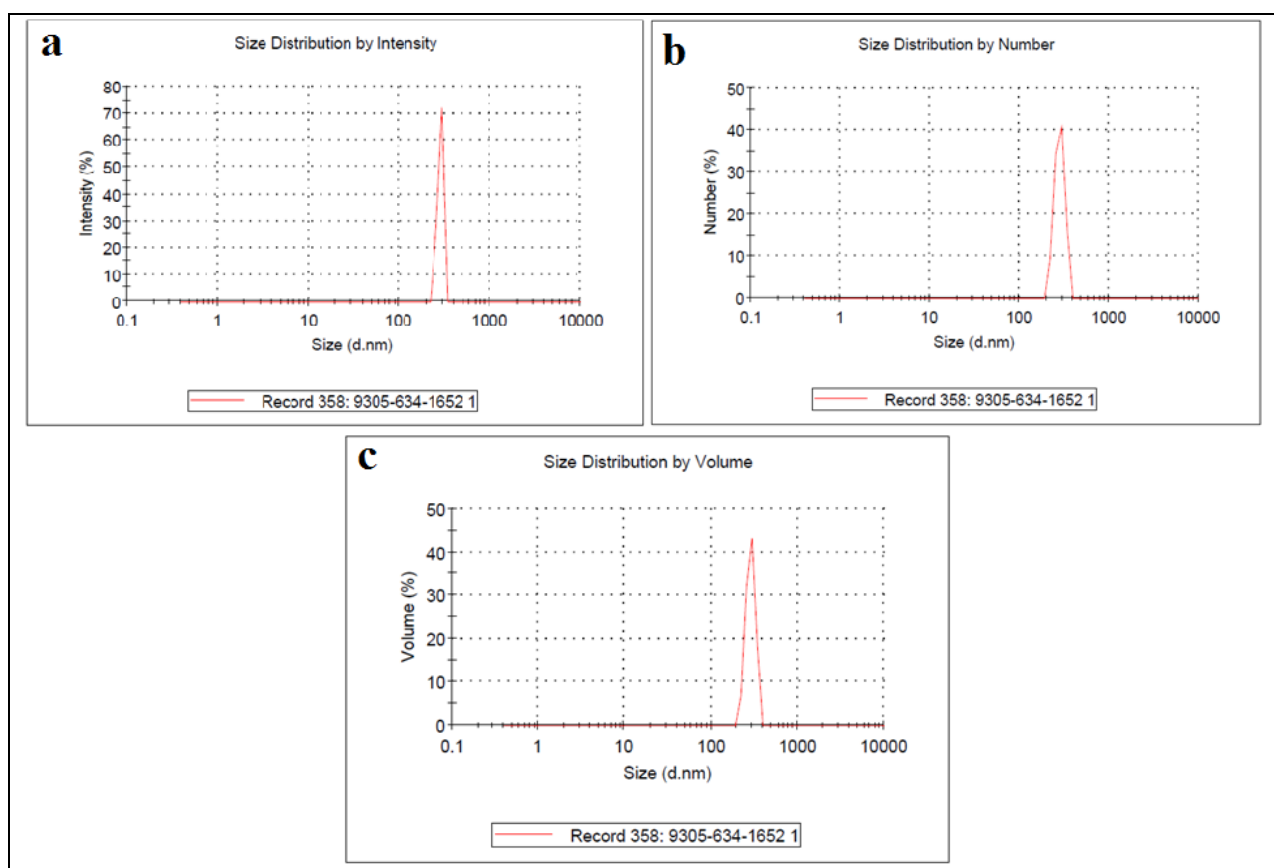 a
Size Distribution by Intensity
80
70
60
50
40
30
20
10
0
Intensity (%)
0.1 1 10 100 1000 10000
Size (d.nm)
Record 358: 9305-634-1652 1
b
Size Distribution by Number
50
40
30
20
10
0
Number (%)
0.1 1 10 100 1000 10000
Size (d.nm)
Record 358: 9305-634-1652 1
c
Size Distribution by Volume
50
40
30
20
10
0
Volume (%)
0.1 1 10 100 1000 10000
Size (d.nm)
Record 358: 9305-634-1652 1